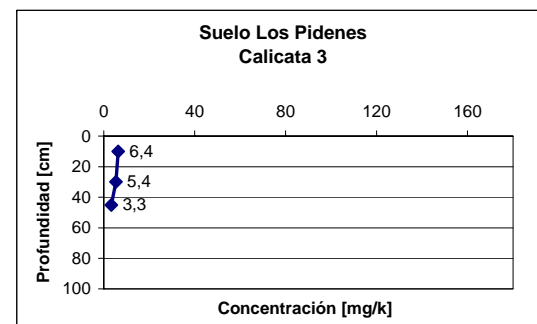 Suelo Los Pidenes
Calicata 3
0 40 80 120 160
0
20
40
60
80
100
6,4
5,4
3,3
Profundidad [cm]
Concentración [mg/k]